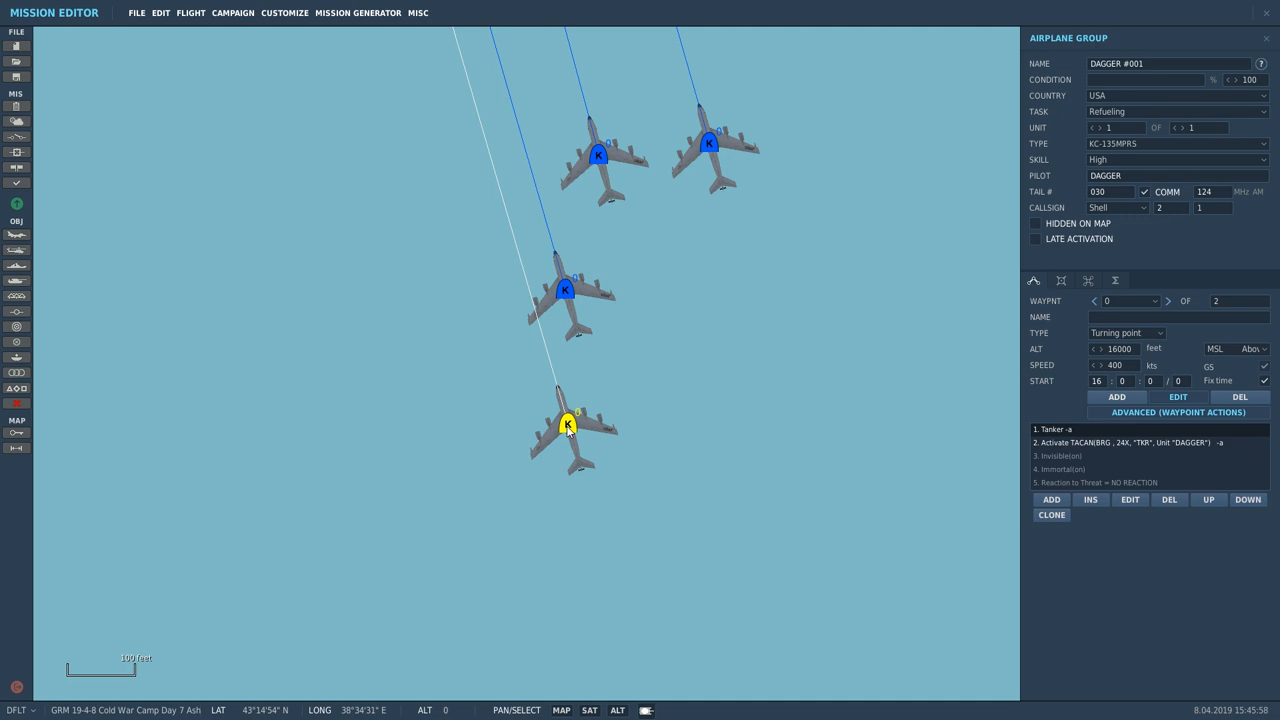 MISSION EDITOR FILE EDIT FLIGHT CAMPAIGN CUSTOMIZE MISSION GENERATOR MISC
FILE
MIS
OBJ
MAP
K
K
K
K
0
0
0
0
100 feet
AIRPLANE GROUP
NAME DAGGER #001 ?
CONDITION % < > 100
COUNTRY USA
TASK Refueling
UNIT < > 1 OF < > 1
TYPE KC-135MPRS
SKILL High
PILOT DAGGER
TAIL # 030 COMM 124 MHz AM
CALLSIGN Shell 2 1
HIDDEN ON MAP
LATE ACTIVATION
WAYPNT < 0 > OF 2
NAME
TYPE Turning point
ALT < > 16000 feet MSL Abov
SPEED < > 400 kts GS
START 16 : 0 : 0 / 0 Fix time
ADD EDIT DEL
ADVANCED (WAYPOINT ACTIONS)
1. Tanker -a
2. Activate TACAN(BRG , 24X, "TKR", Unit "DAGGER") -a
3. Invisible(on)
4. Immortal(on)
5. Reaction to Threat = NO REACTION
ADD INS EDIT DEL UP DOWN
CLONE
DFLT GRM 19-4-8 Cold War Camp Day 7 Ash LAT 43°14'54" N LONG 38°34'31" E ALT 0 PAN/SELECT MAP SAT ALT 8.04.2019 15:45:58